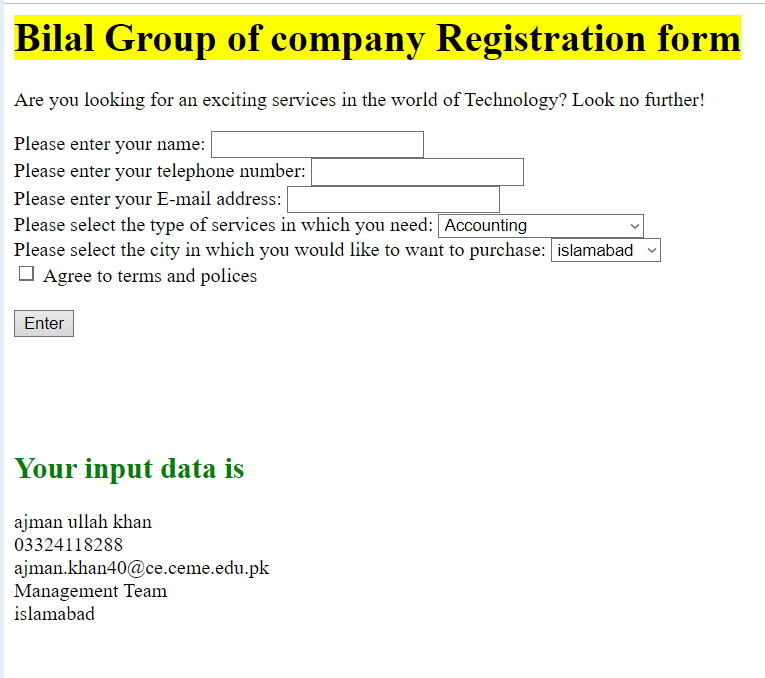 Bilal Group of company Registration form
Are you looking for an exciting services in the world of Technology? Look no further!
Please enter your name:
Please enter your telephone number:
Please enter your E-mail address:
Please select the type of services in which you need: Accounting
Please select the city in which you would like to want to purchase: islamabad
Agree to terms and polices
Enter
Your input data is
ajman ullah khan
03324118288
ajman.khan40@ce.ceme.edu.pk
Management Team
islamabad